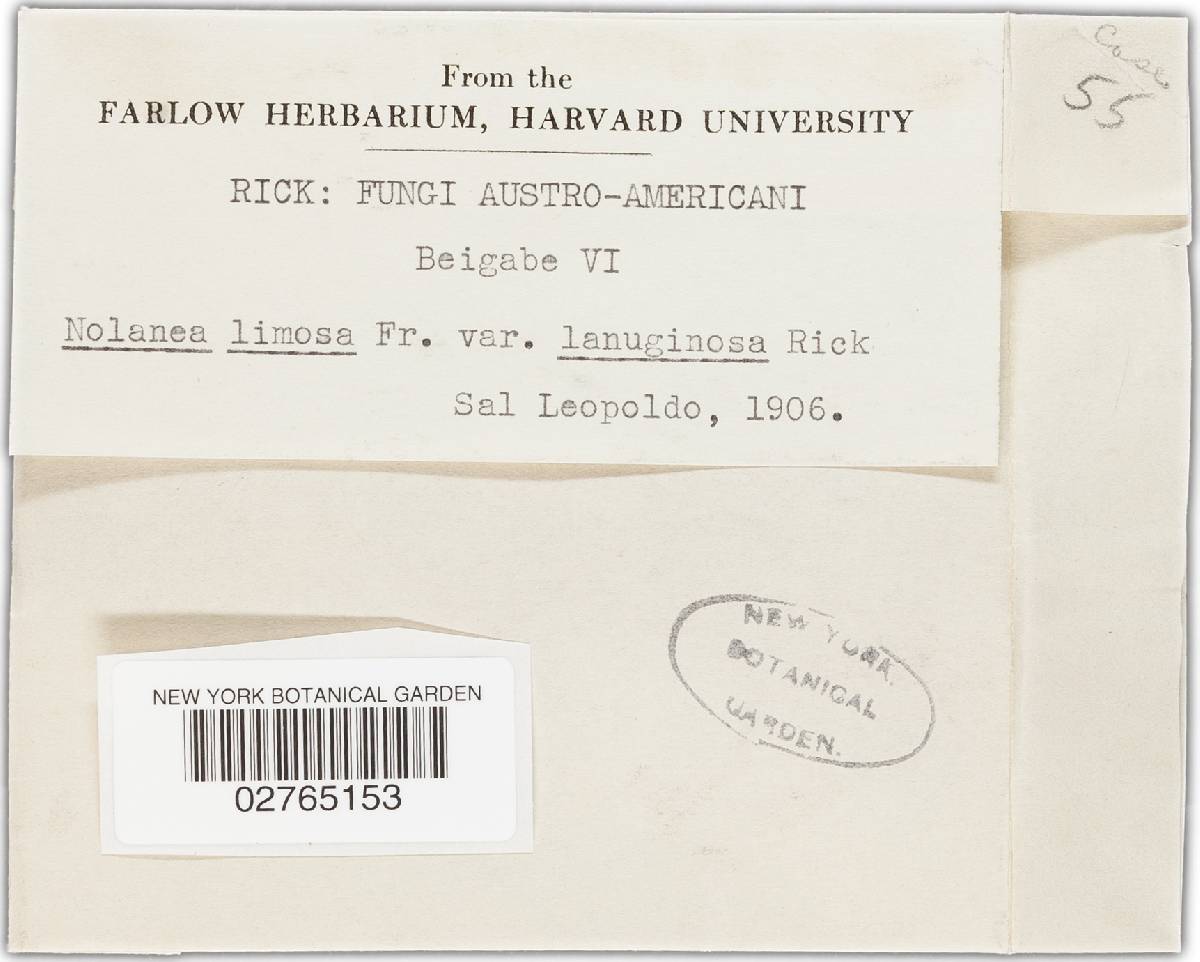 From the
FARLOW HERBARIUM, HARVARD UNIVERSITY
RICK: FUNGI AUSTRO-AMERICANI
Beigabe VI
Nolanea limosa Fr. var. lanuginosa Rick
Sal Leopoldo, 1906.
Case
55
NEW YORK
BOTANICAL
GARDEN.
NEW YORK BOTANICAL GARDEN
02765153